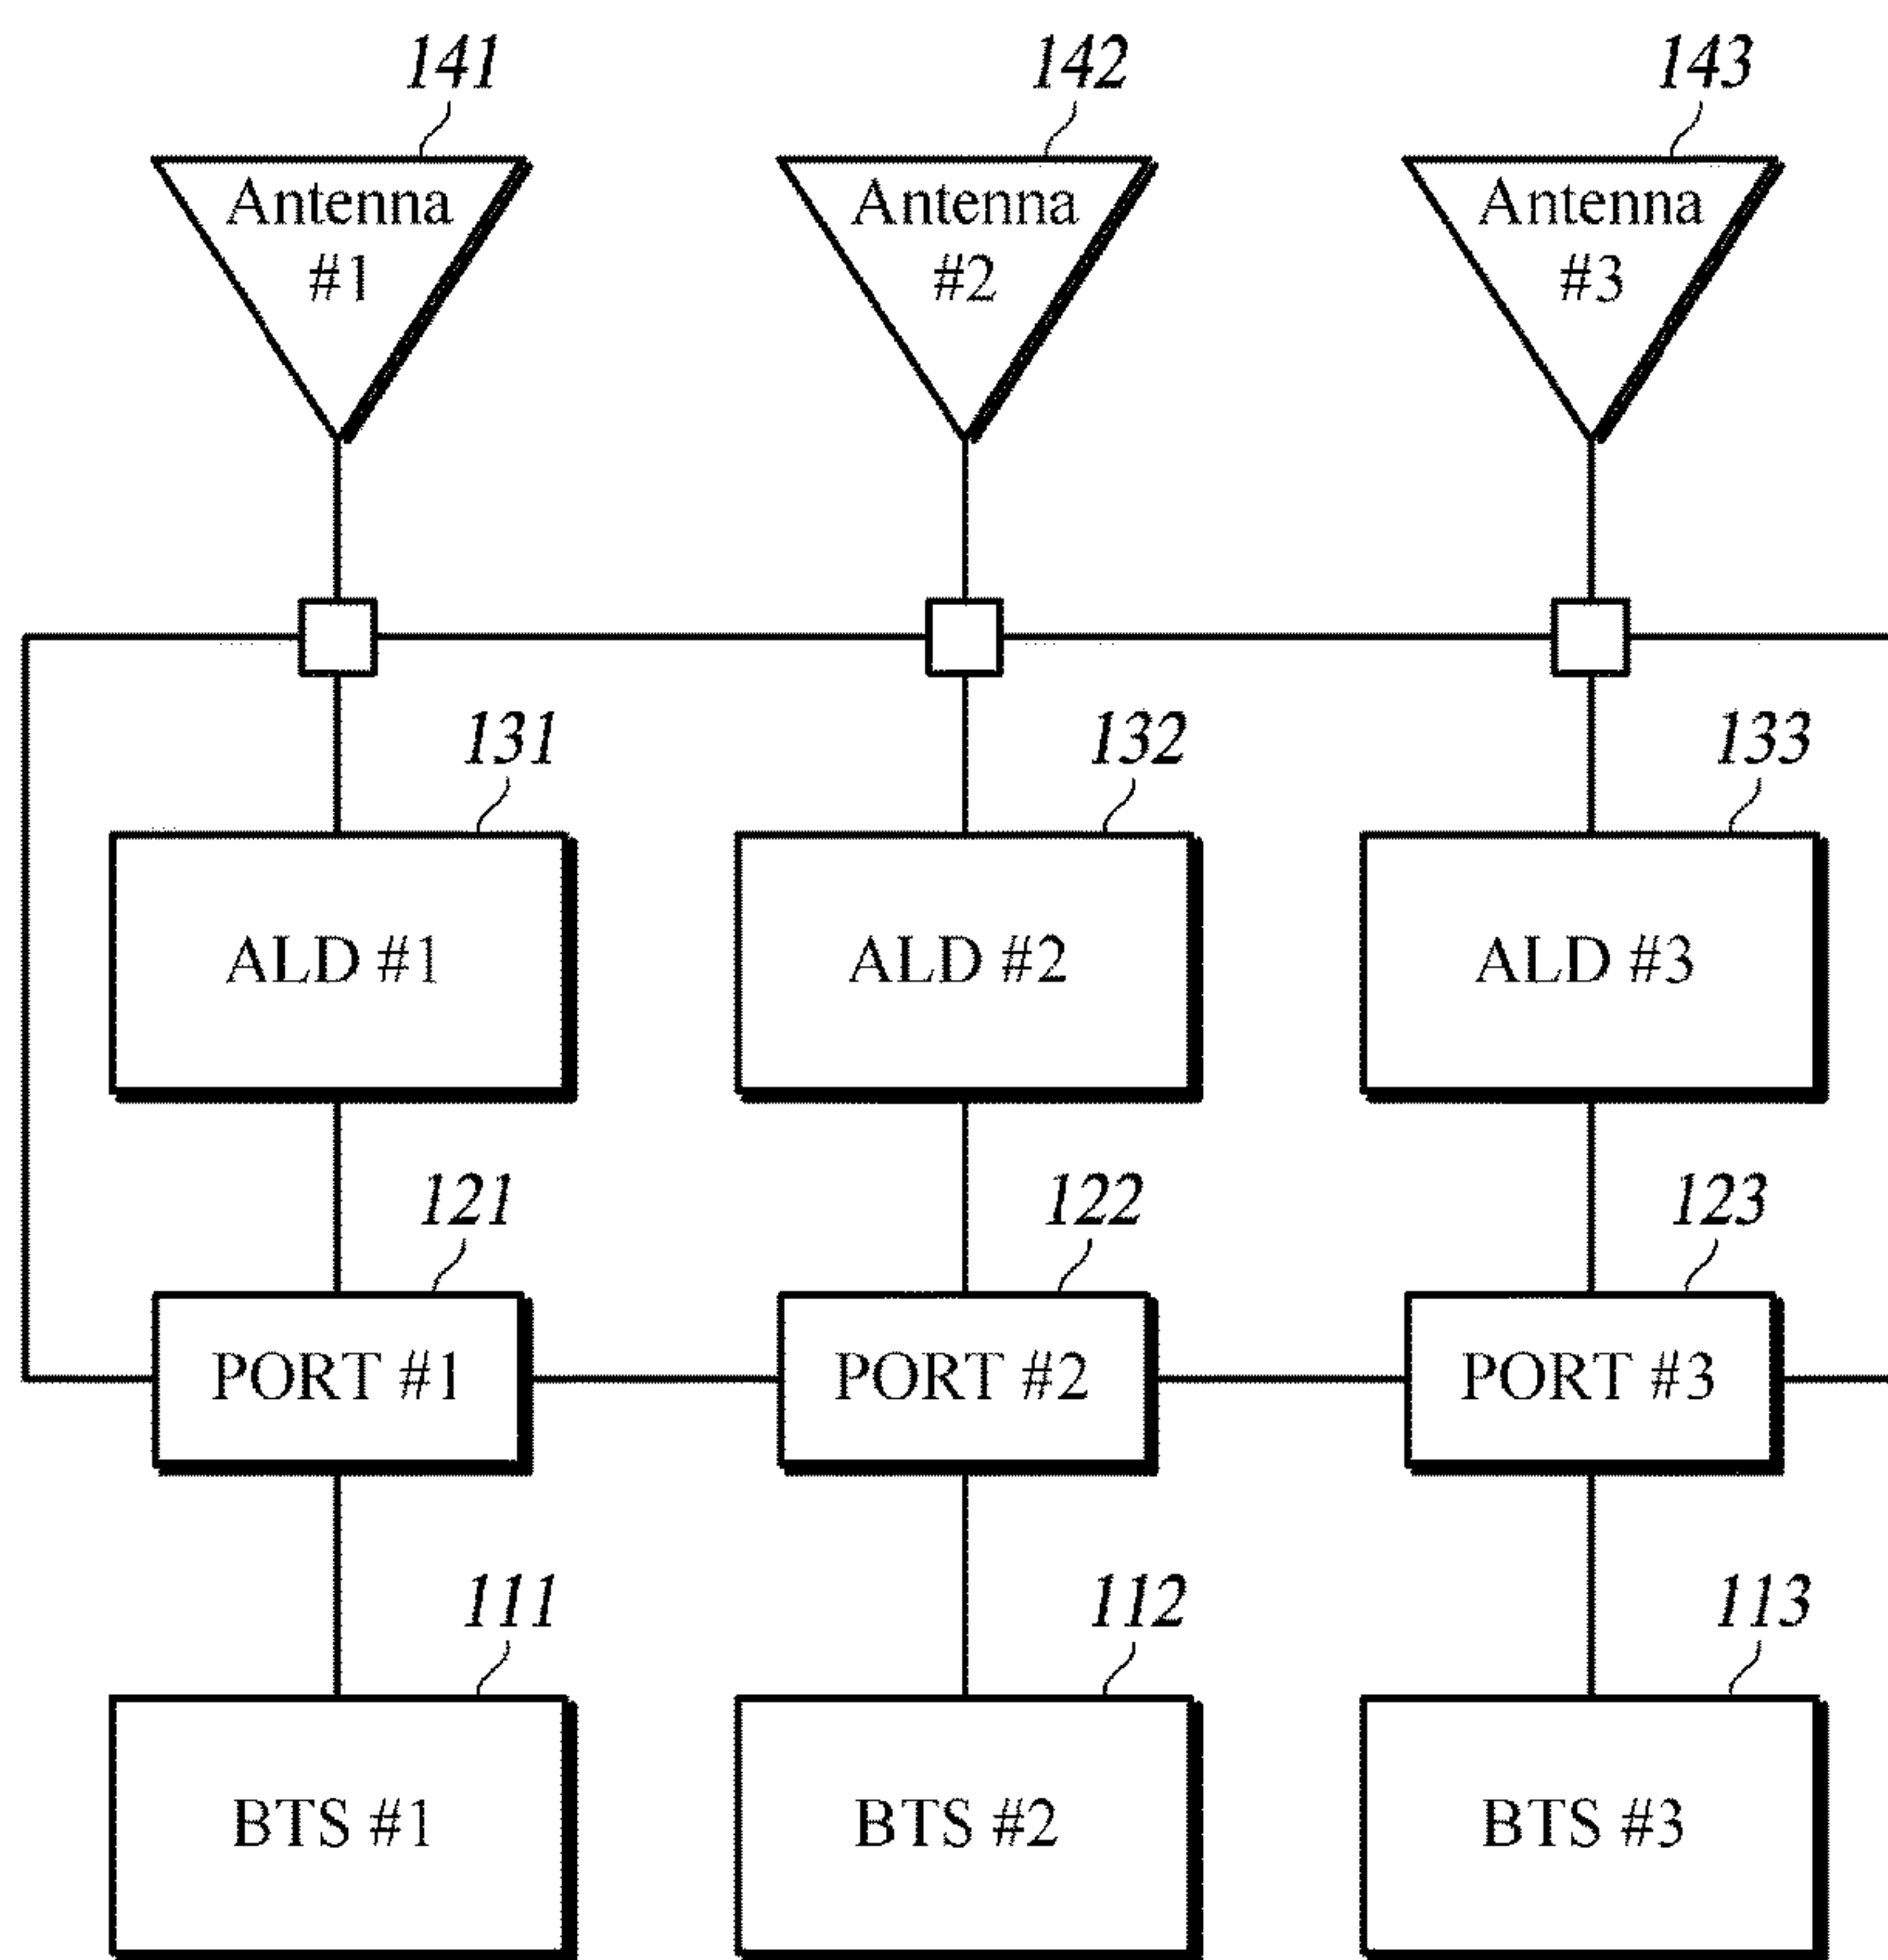 141 142 143
Antenna #1 Antenna #2 Antenna #3
131 132 133
ALD #1 ALD #2 ALD #3
121 122 123
PORT #1 PORT #2 PORT #3
111 112 113
BTS #1 BTS #2 BTS #3